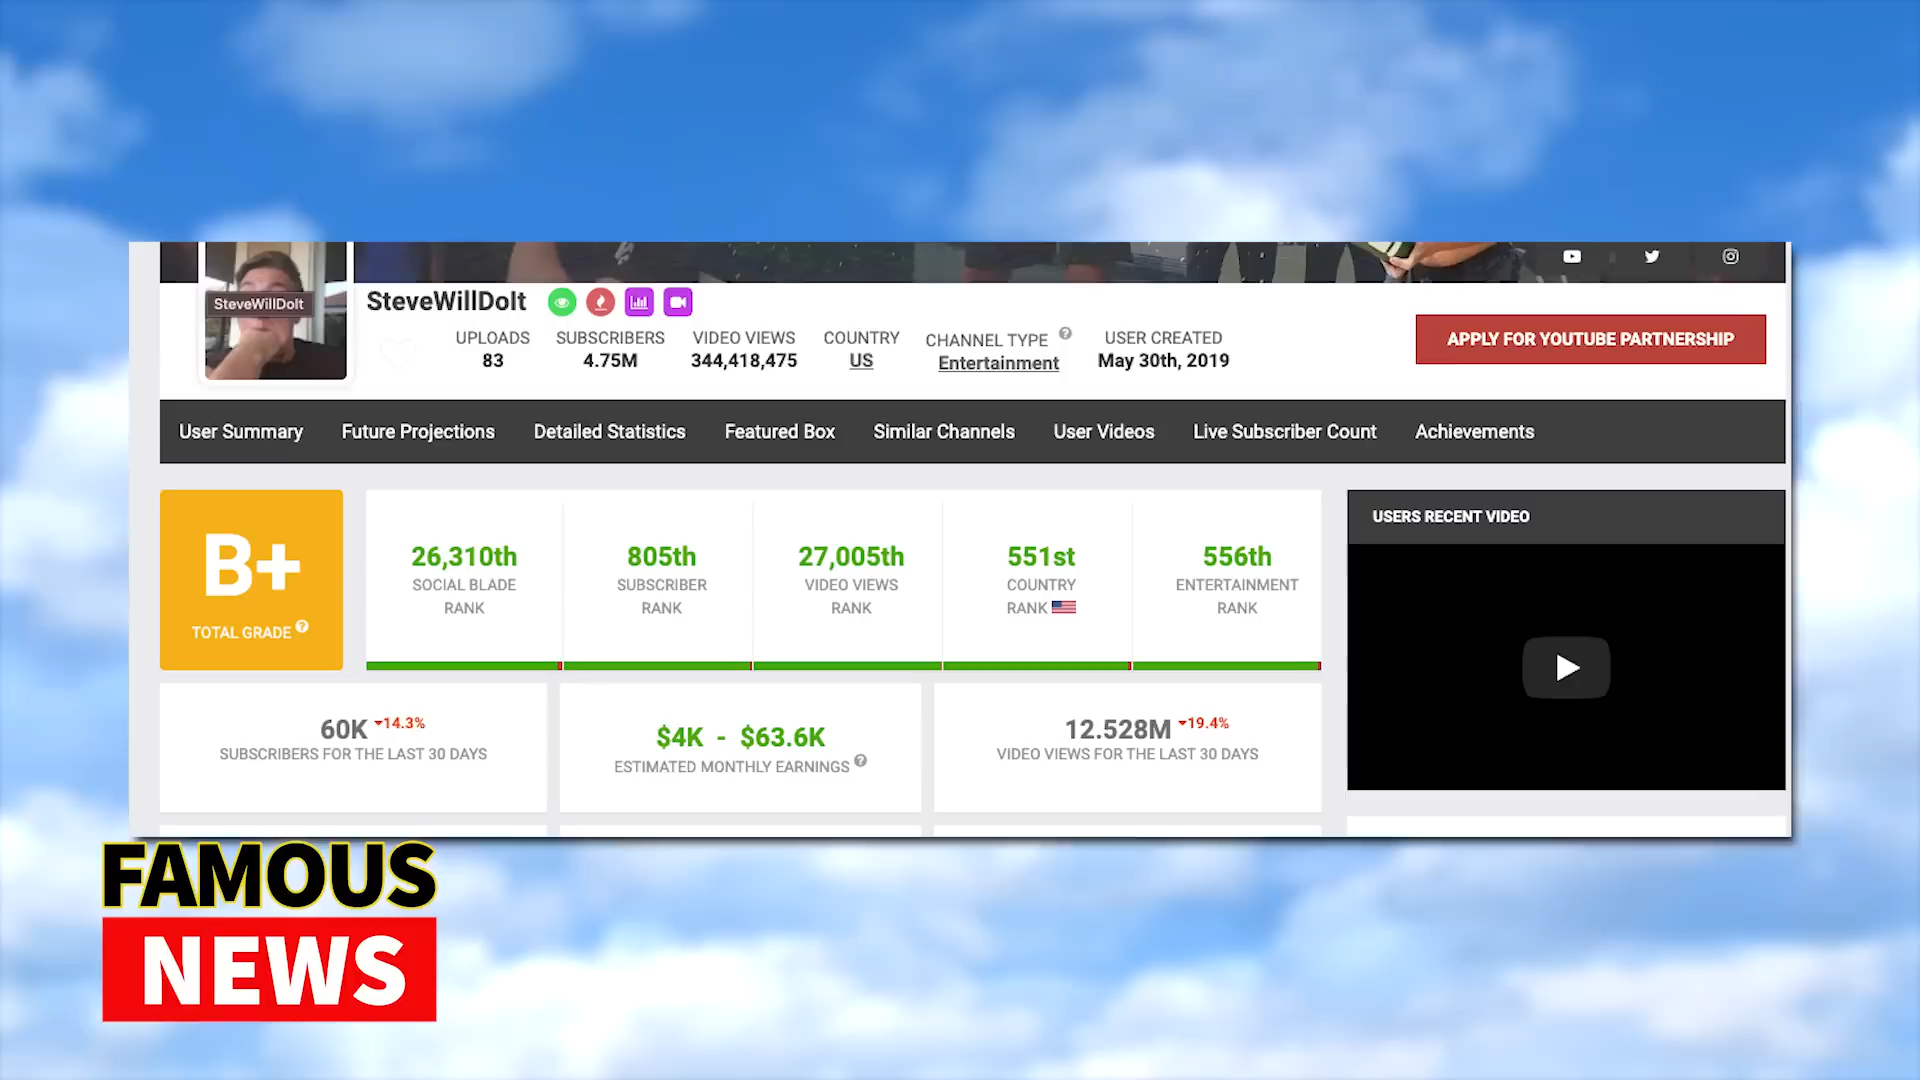 SteveWillDoIt
SteveWillDoIt
UPLOADS SUBSCRIBERS VIDEO VIEWS COUNTRY CHANNEL TYPE USER CREATED
83 4.75M 344,418,475 US Entertainment May 30th, 2019
APPLY FOR YOUTUBE PARTNERSHIP
User Summary Future Projections Detailed Statistics Featured Box Similar Channels User Videos Live Subscriber Count Achievements
B+
TOTAL GRADE
26,310th 805th 27,005th 551st 556th
SOCIAL BLADE SUBSCRIBER VIDEO VIEWS COUNTRY ENTERTAINMENT
RANK RANK RANK RANK RANK
USERS RECENT VIDEO
60K 14.3%
SUBSCRIBERS FOR THE LAST 30 DAYS
$4K - $63.6K
ESTIMATED MONTHLY EARNINGS
12.528M 19.4%
VIDEO VIEWS FOR THE LAST 30 DAYS
FAMOUS
NEWS